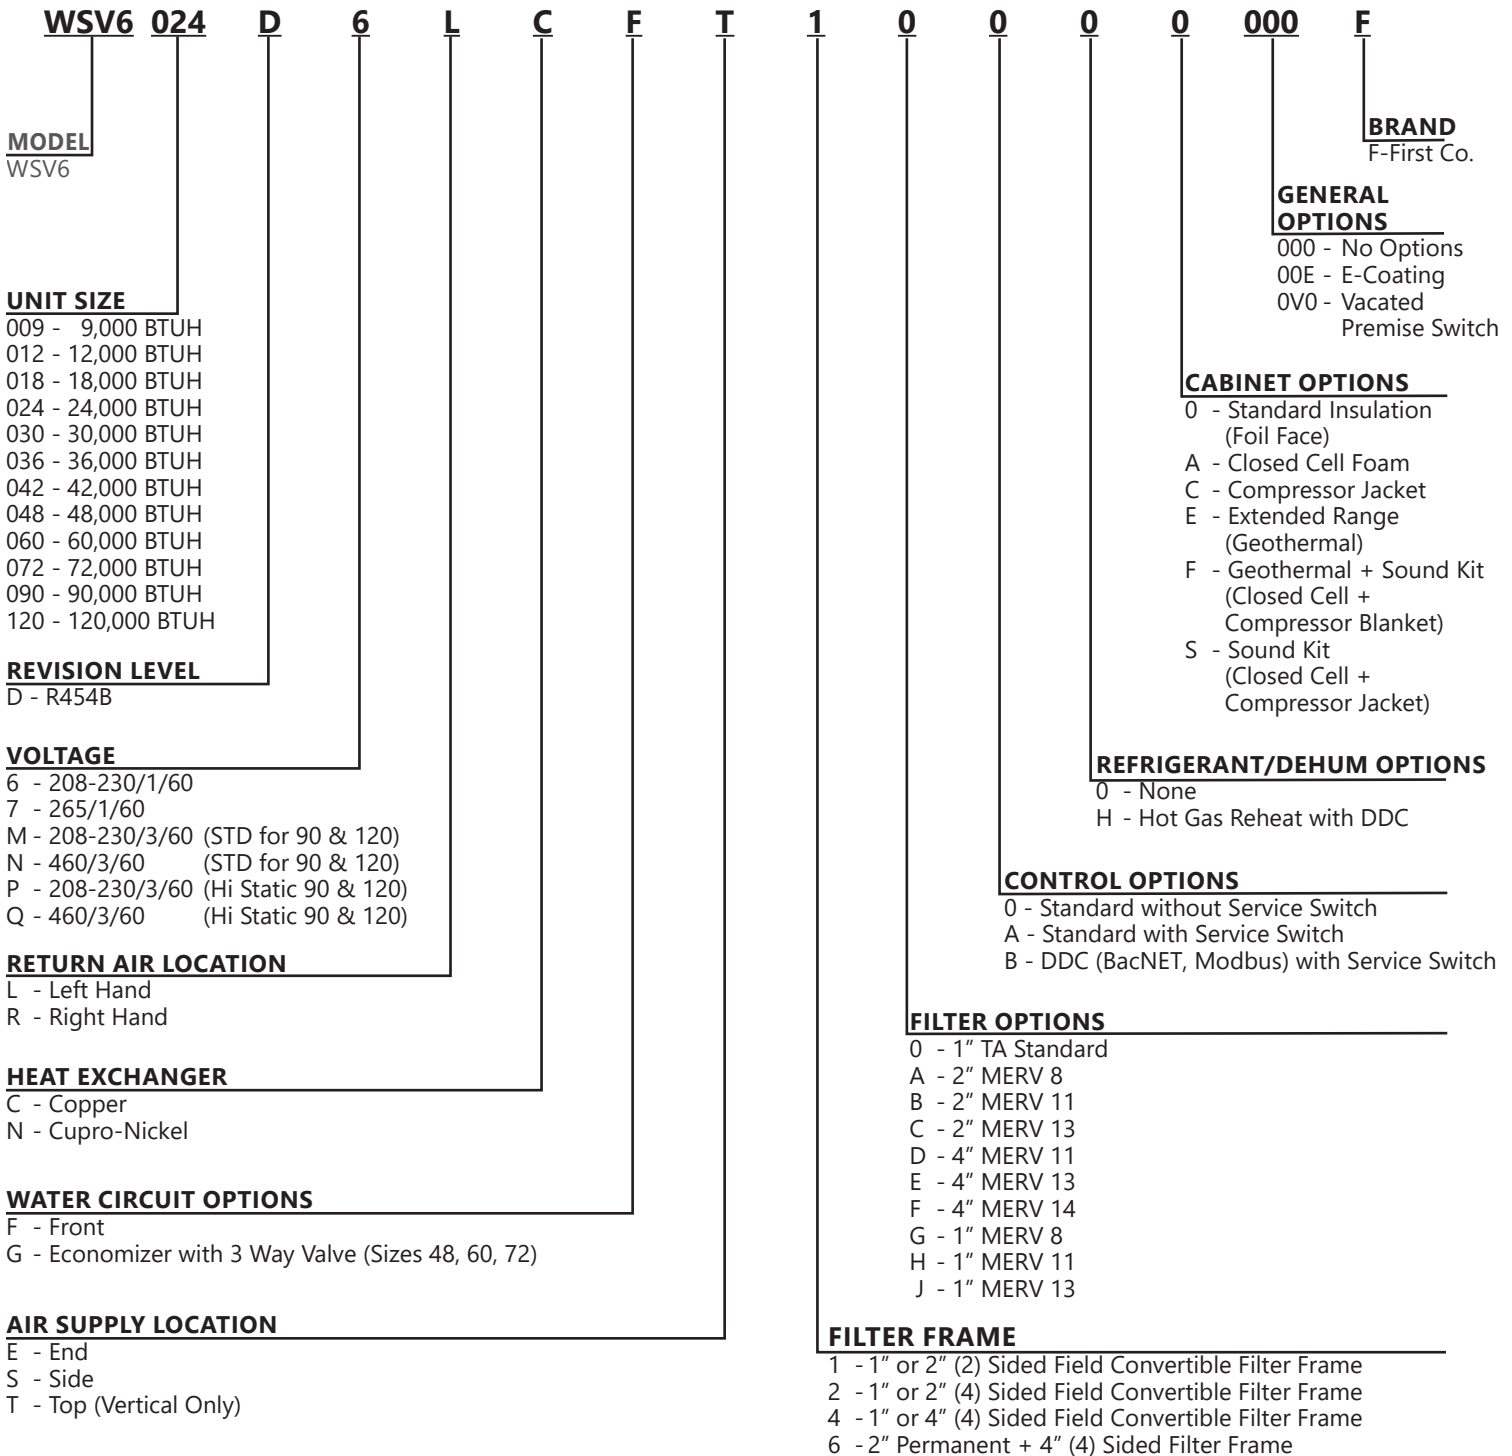 WSV6 024 D 6 L C F T 1 0 0 0 0 000 F
MODEL
WSV6
UNIT SIZE
009 - 9,000 BTUH
012 - 12,000 BTUH
018 - 18,000 BTUH
024 - 24,000 BTUH
030 - 30,000 BTUH
036 - 36,000 BTUH
042 - 42,000 BTUH
048 - 48,000 BTUH
060 - 60,000 BTUH
072 - 72,000 BTUH
090 - 90,000 BTUH
120 - 120,000 BTUH
REVISION LEVEL
D - R454B
VOLTAGE
6 - 208-230/1/60
7 - 265/1/60
M - 208-230/3/60 (STD for 90 & 120)
N - 460/3/60 (STD for 90 & 120)
P - 208-230/3/60 (Hi Static 90 & 120)
Q - 460/3/60 (Hi Static 90 & 120)
RETURN AIR LOCATION
L - Left Hand
R - Right Hand
HEAT EXCHANGER
C - Copper
N - Cupro-Nickel
WATER CIRCUIT OPTIONS
F - Front
G - Economizer with 3 Way Valve (Sizes 48, 60, 72)
AIR SUPPLY LOCATION
E - End
S - Side
T - Top (Vertical Only)
BRAND
F-First Co.
GENERAL
OPTIONS
000 - No Options
00E - E-Coating
0V0 - Vacated
Premise Switch
CABINET OPTIONS
0 - Standard Insulation
(Foil Face)
A - Closed Cell Foam
C - Compressor Jacket
E - Extended Range
(Geothermal)
F - Geothermal + Sound Kit
(Closed Cell +
Compressor Blanket)
S - Sound Kit
(Closed Cell +
Compressor Jacket)
REFRIGERANT/DEHUM OPTIONS
0 - None
H - Hot Gas Reheat with DDC
CONTROL OPTIONS
0 - Standard without Service Switch
A - Standard with Service Switch
B - DDC (BacNET, Modbus) with Service Switch
FILTER OPTIONS
0 - 1” TA Standard
A - 2” MERV 8
B - 2” MERV 11
C - 2” MERV 13
D - 4” MERV 11
E - 4” MERV 13
F - 4” MERV 14
G - 1” MERV 8
H - 1” MERV 11
J - 1” MERV 13
FILTER FRAME
1 - 1” or 2” (2) Sided Field Convertible Filter Frame
2 - 1” or 2” (4) Sided Field Convertible Filter Frame
4 - 1” or 4” (4) Sided Field Convertible Filter Frame
6 - 2” Permanent + 4” (4) Sided Filter Frame